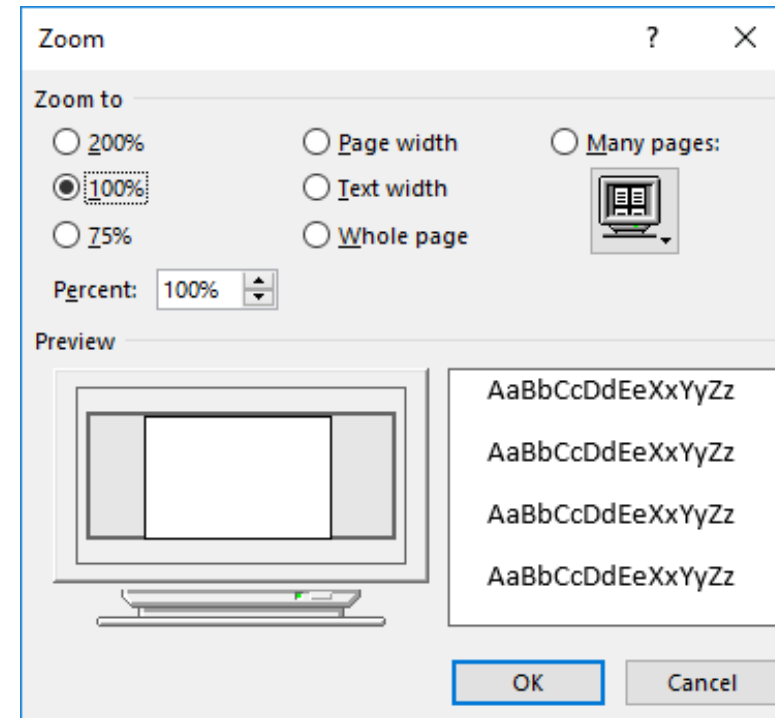 Zoom ?
Zoom to
200% Page width Many pages:
100% Text width
75% Whole page
Percent: 100%
Preview
AaBbCcDdEeXxYyZz
AaBbCcDdEeXxYyZz
AaBbCcDdEeXxYyZz
AaBbCcDdEeXxYyZz
OK Cancel